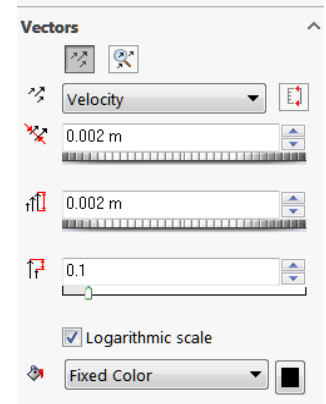 Vectors
Velocity
0.002 m
0.002 m
0.1
Logarithmic scale
Fixed Color